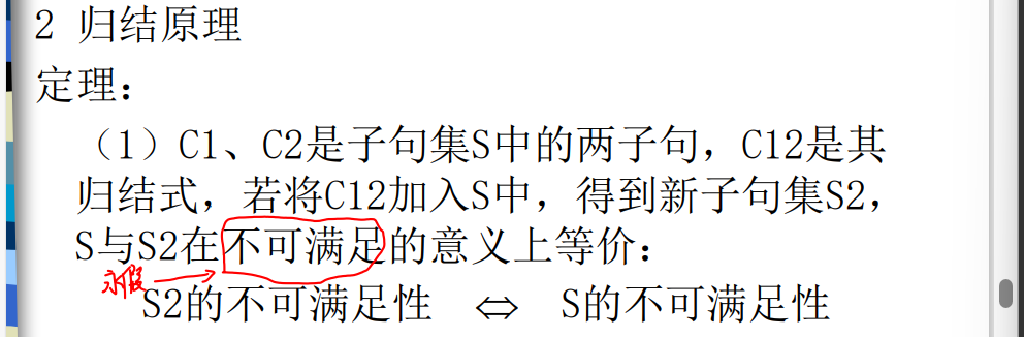 2 归结原理
定理：
（1）C1、C2是子句集S中的两子句，C12是其
归结式，若将C12加入S中，得到新子句集S2，
S与S2在不可满足的意义上等价：
永假
S2的不可满足性 ⇔ S的不可满足性